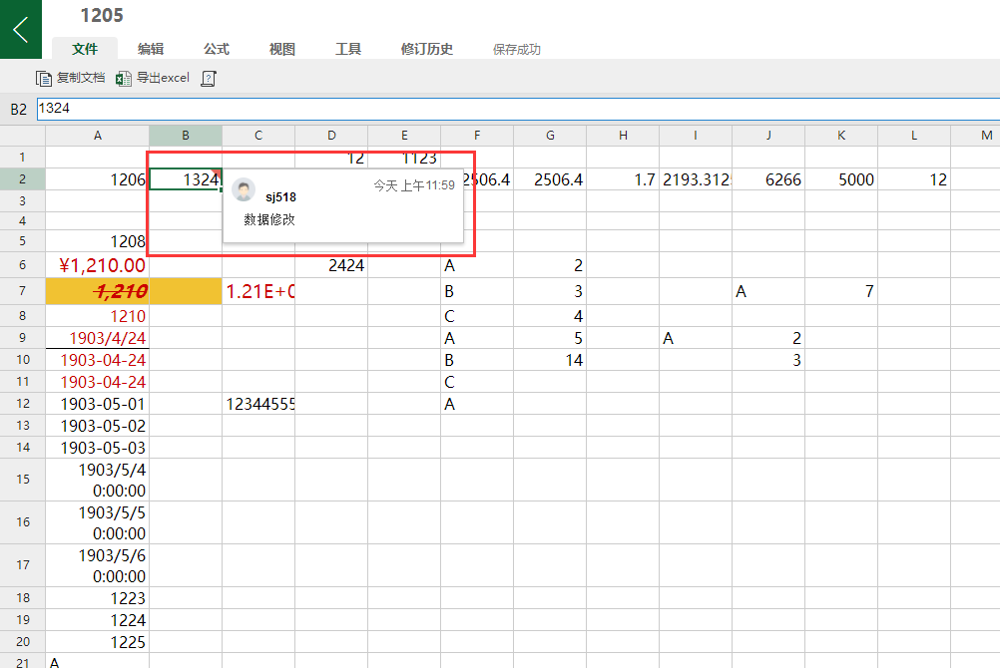 1205
文件 编辑 公式 视图 工具 修订历史 保存成功
复制文档 导出excel
B2 1324
A B C D E F G H I J K L M
1 12 1123
2 1206 1324 2506.4 2506.4 1.7 2193.312 6266 5000 12
今天 上午11:59
sj518
数据修改
3
4
5 1208
6 ¥1,210.00 2424 A 2
7 1,210 1.21E+0 B 3 A 7
8 1210 C 4
9 1903/4/24 A 5 A 2
10 1903-04-24 B 14 3
11 1903-04-24 C
12 1903-05-01 12344555 A
13 1903-05-02
14 1903-05-03
15 1903/5/4
0:00:00
16 1903/5/5
0:00:00
17 1903/5/6
0:00:00
18 1223
19 1224
20 1225
21 A